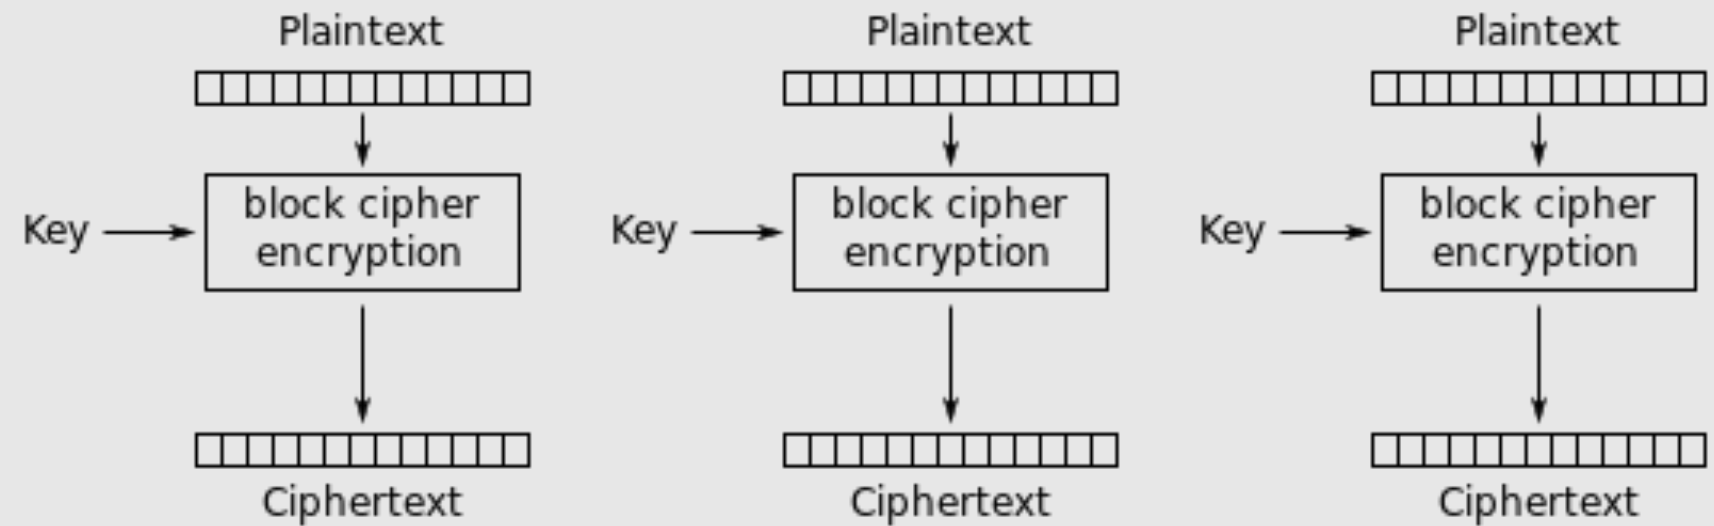 Plaintext Plaintext Plaintext
Key block cipher encryption Key block cipher encryption Key block cipher encryption
Ciphertext Ciphertext Ciphertext